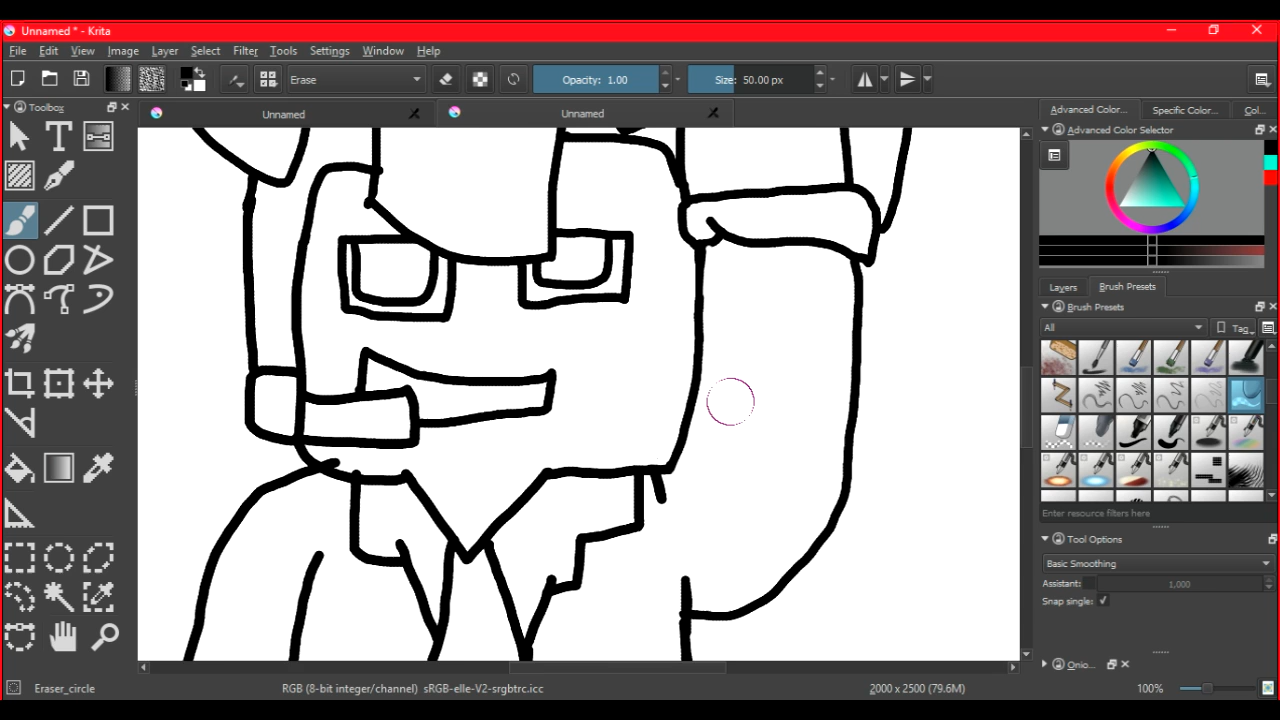 Unnamed * - Krita
File Edit View Image Layer Select Filter Tools Settings Window Help
Erase Opacity: 1.00 Size: 50.00 px
Toolbox Unnamed Unnamed Advanced Color... Specific Color... Col...
Advanced Color Selector
Layers Brush Presets
Brush Presets
All Tag
Enter resource filters here
Tool Options
Basic Smoothing
Assistant: 1,000
Snap single:
Onio...
Eraser_circle RGB (8-bit integer/channel) sRGB-elle-V2-srgbtrc.icc 2000 x 2500 (79.6M) 100%